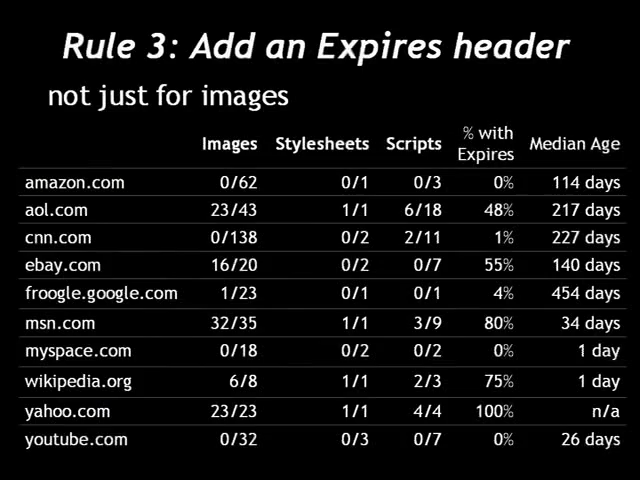 Rule 3: Add an Expires header
not just for images
Images Stylesheets Scripts % with Expires Median Age
amazon.com 0/62 0/1 0/3 0% 114 days
aol.com 23/43 1/1 6/18 48% 217 days
cnn.com 0/138 0/2 2/11 1% 227 days
ebay.com 16/20 0/2 0/7 55% 140 days
froogle.google.com 1/23 0/1 0/1 4% 454 days
msn.com 32/35 1/1 3/9 80% 34 days
myspace.com 0/18 0/2 0/2 0% 1 day
wikipedia.org 6/8 1/1 2/3 75% 1 day
yahoo.com 23/23 1/1 4/4 100% n/a
youtube.com 0/32 0/3 0/7 0% 26 days